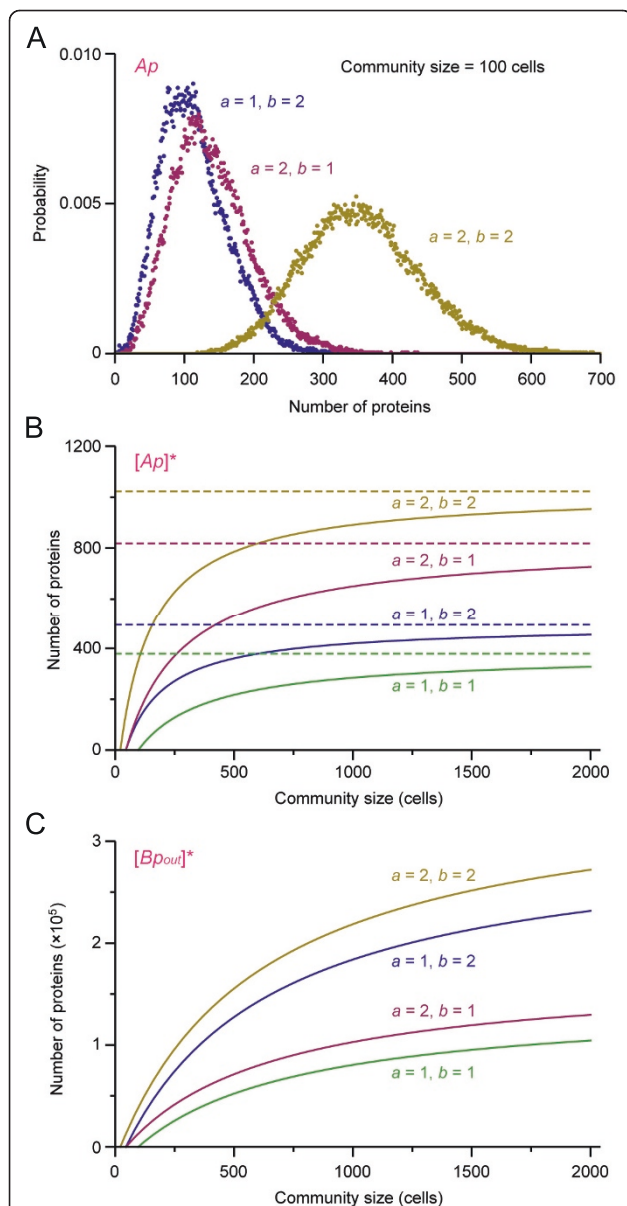 A
Ap
Community size = 100 cells
a = 1, b = 2
a = 2, b = 1
a = 2, b = 2
0.010
0.005
0
Probability
0 100 200 300 400 500 600 700
Number of proteins
B
[Ap]*
1200
800
400
0
Number of proteins
a = 2, b = 2
a = 2, b = 1
a = 1, b = 2
a = 1, b = 1
0 500 1000 1500 2000
Community size (cells)
C
[Bpout]*
3
2
1
0
Number of proteins (×10⁵)
a = 2, b = 2
a = 1, b = 2
a = 2, b = 1
a = 1, b = 1
0 500 1000 1500 2000
Community size (cells)